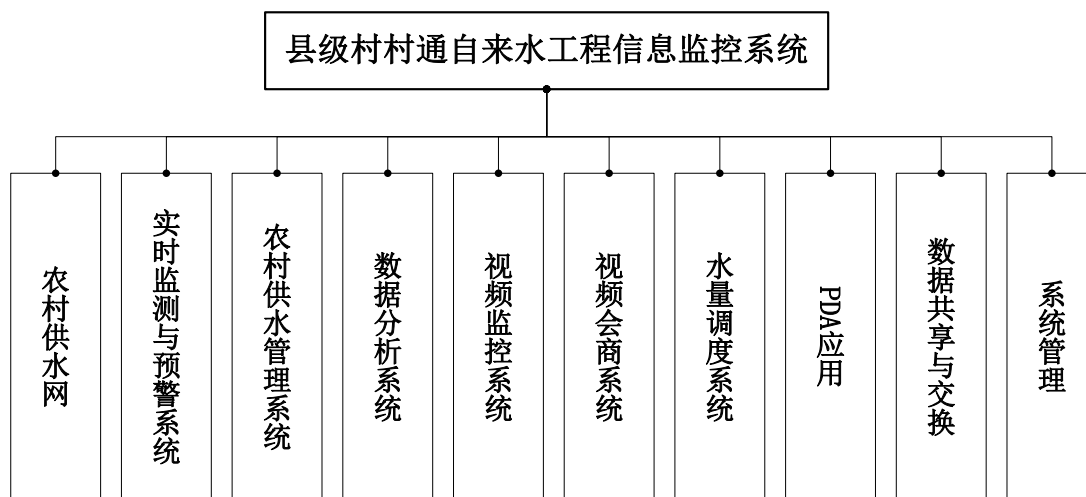 县级村村通自来水工程信息监控系统
农村供水网
实时监测与预警系统
农村供水管理系统
数据分析系统
视频监控系统
视频会商系统
水量调度系统
PDA应用
数据共享与交换
系统管理